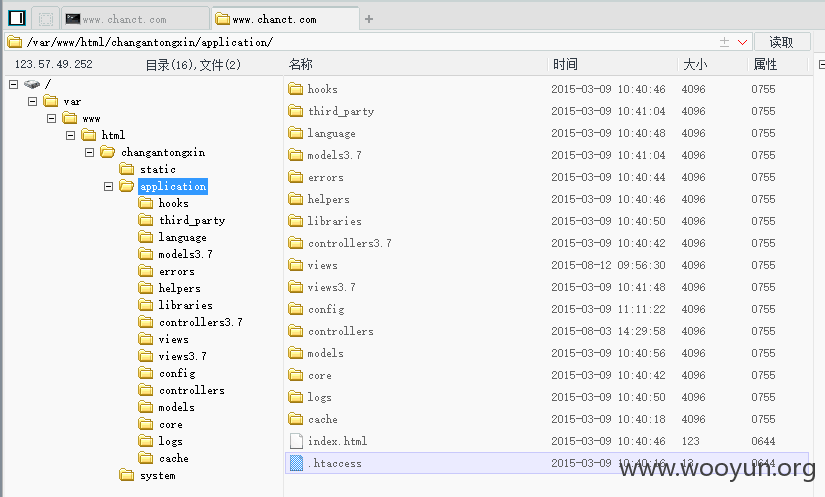 www.chanct.com www.chanct.com
/var/www/html/changantongxin/application/ 读取
123.57.49.252 目录(16),文件(2)
/
var
www
html
changantongxin
static
application
hooks
third_party
language
models3.7
errors
helpers
libraries
controllers3.7
views
views3.7
config
controllers
models
core
logs
cache
system
名称 时间 大小 属性
hooks 2015-03-09 10:40:46 4096 0755
third_party 2015-03-09 10:41:04 4096 0755
language 2015-03-09 10:40:48 4096 0755
models3.7 2015-03-09 10:41:04 4096 0755
errors 2015-03-09 10:40:44 4096 0755
helpers 2015-03-09 10:40:46 4096 0755
libraries 2015-03-09 10:40:50 4096 0755
controllers3.7 2015-03-09 10:40:42 4096 0755
views 2015-08-12 09:56:30 4096 0755
views3.7 2015-03-09 10:41:48 4096 0755
config 2015-03-09 11:11:22 4096 0755
controllers 2015-08-03 14:29:58 4096 0755
models 2015-03-09 10:40:56 4096 0755
core 2015-03-09 10:40:42 4096 0755
logs 2015-03-09 10:40:50 4096 0755
cache 2015-03-09 10:40:18 4096 0755
index.html 2015-03-09 10:40:46 123 0644
.htaccess 2015-03-09 10:40:16 13 0644
www.wooyun.org